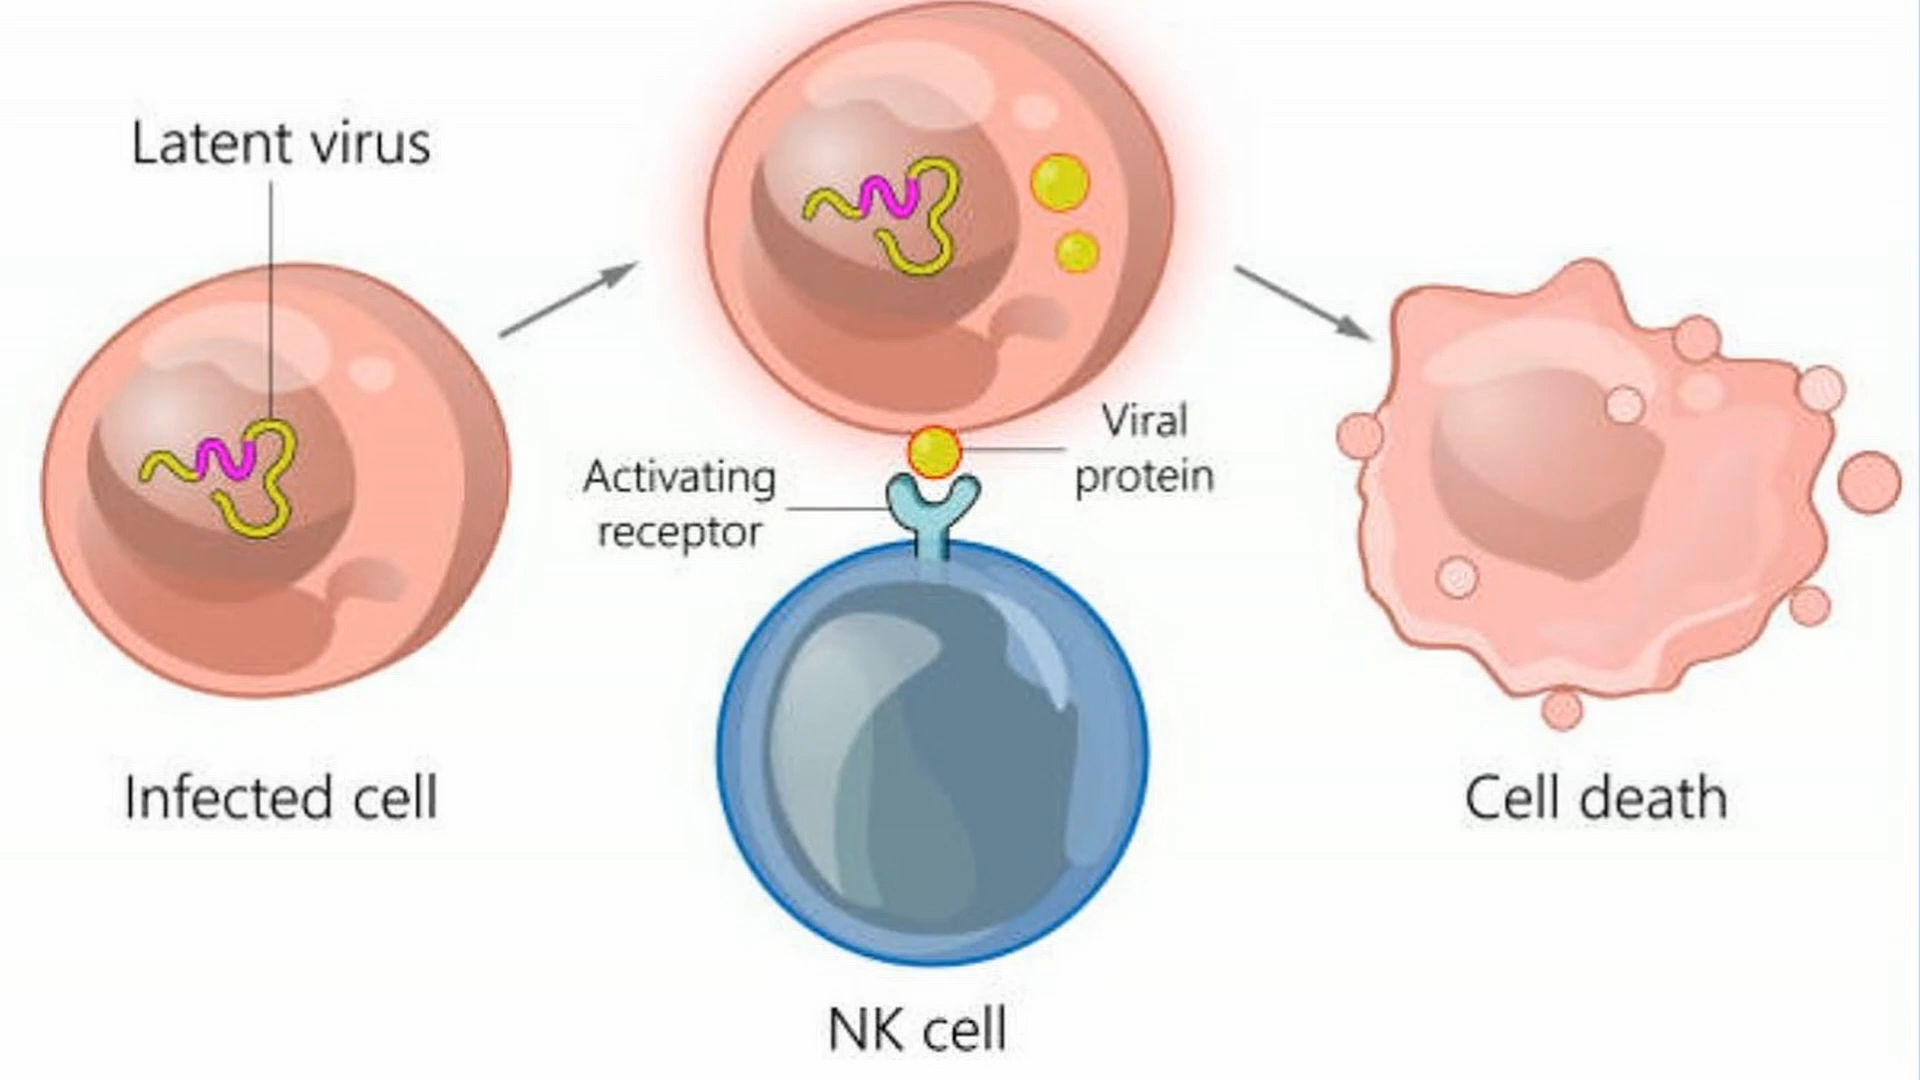 Latent virus
Infected cell
Activating
receptor
Viral
protein
NK cell
Cell death